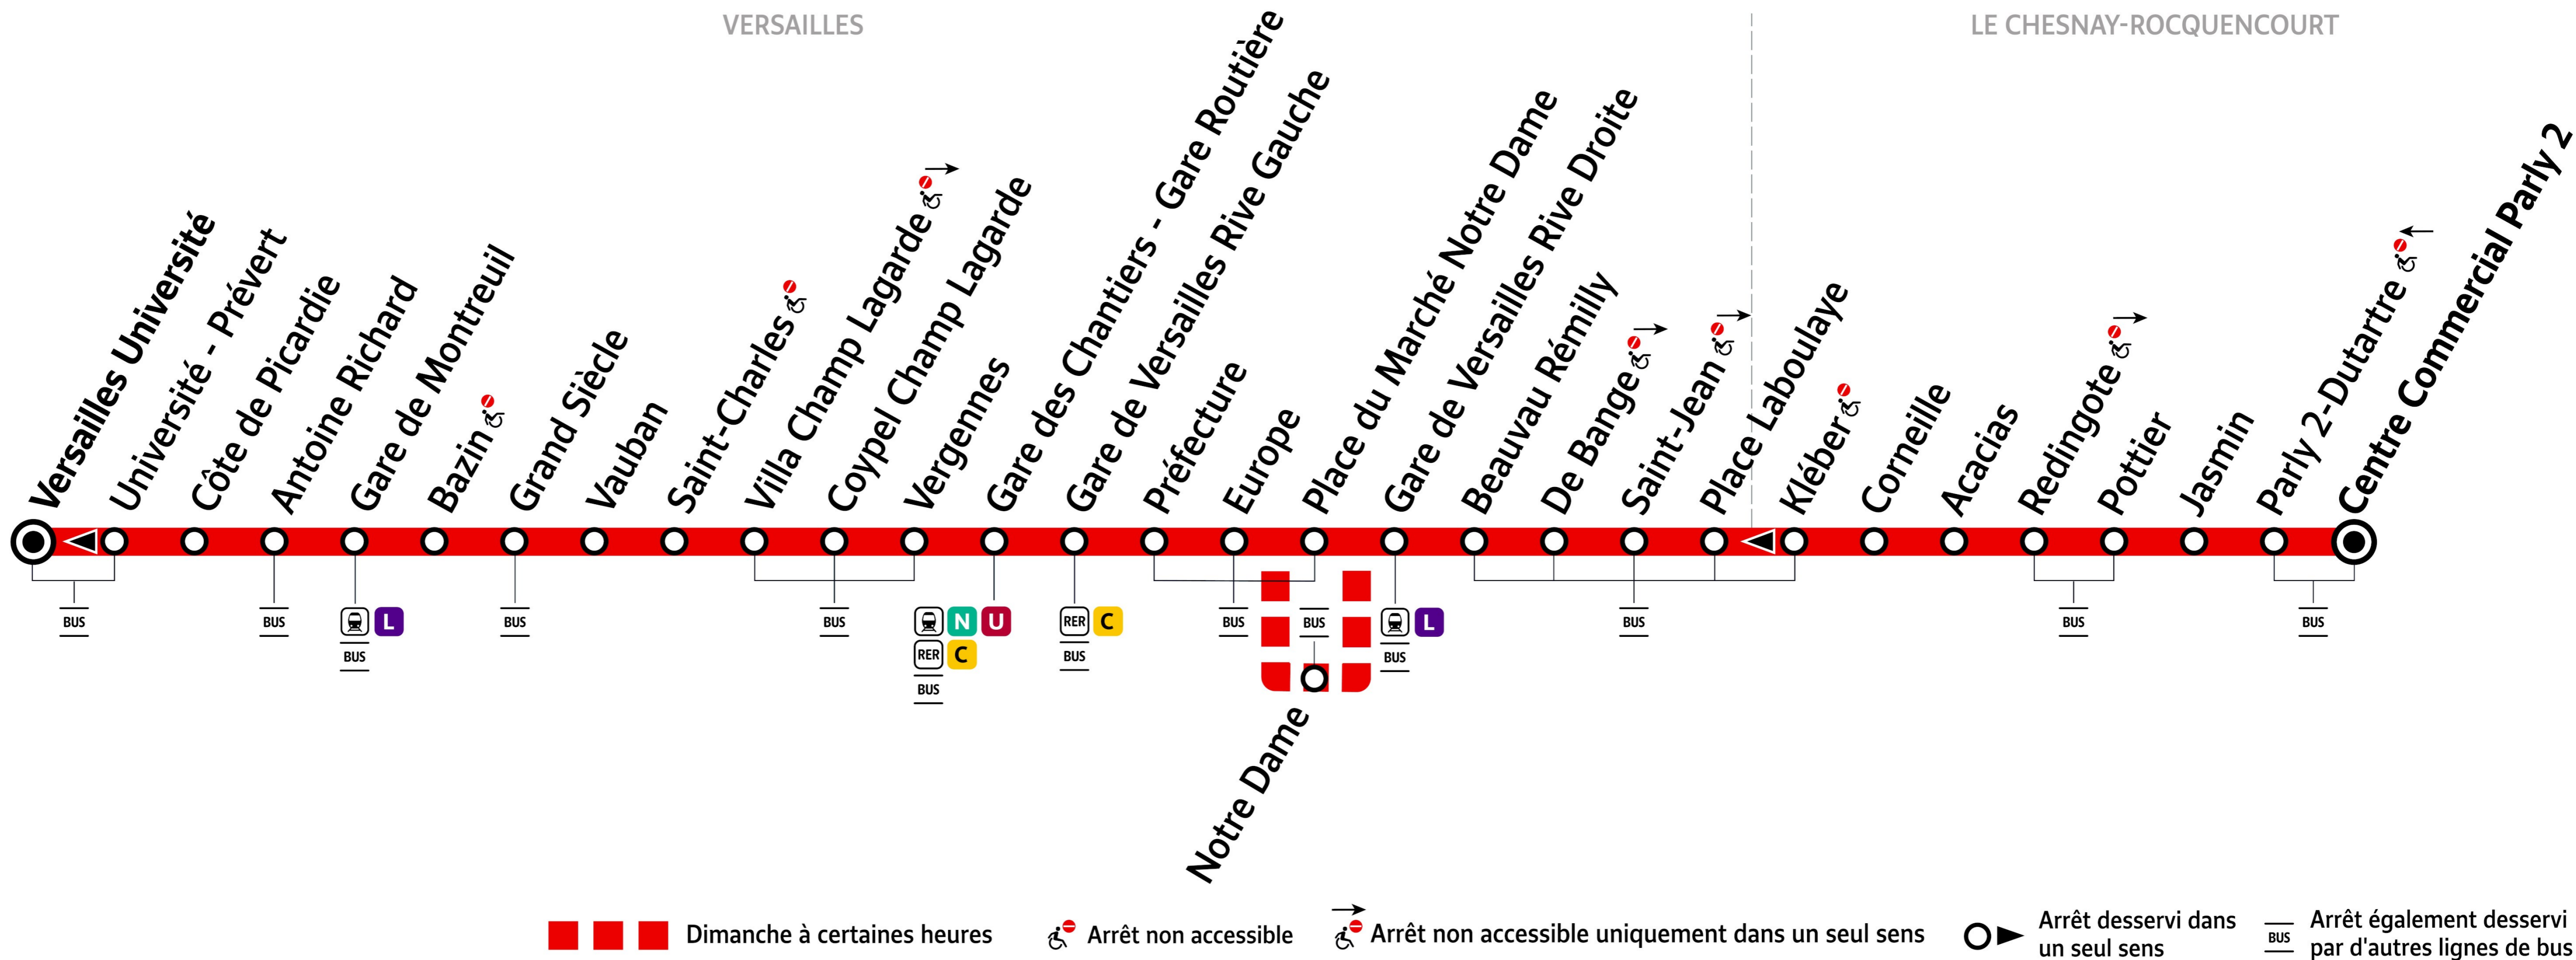 VERSAILLES
LE CHESNAY-ROCQUENCOURT
Versailles Université
Université - Prévert
Côte de Picardie
Antoine Richard
Gare de Montreuil
Bazin
Grand Siècle
Vauban
Saint-Charles
Villa Champ Lagarde
Coypel Champ Lagarde
Vergennes
Gare des Chantiers - Gare Routière
Gare de Versailles Rive Gauche
Préfecture
Europe
Place du Marché Notre Dame
Gare de Versailles Rive Droite
Beauvau Rémilly
De Bange
Saint-Jean
Place Laboulaye
Kléber
Corneille
Acacias
Redingote
Pottier
Jasmin
Parly 2-Dutartre
Centre Commercial Parly 2
BUS
BUS
L
BUS
BUS
BUS
N U
RER C
BUS
RER C
BUS
BUS
BUS
L
BUS
BUS
BUS
BUS
Notre Dame
Dimanche à certaines heures
Arrêt non accessible
Arrêt non accessible uniquement dans un seul sens
Arrêt desservi dans
un seul sens
BUS
Arrêt également desservi
par d'autres lignes de bus